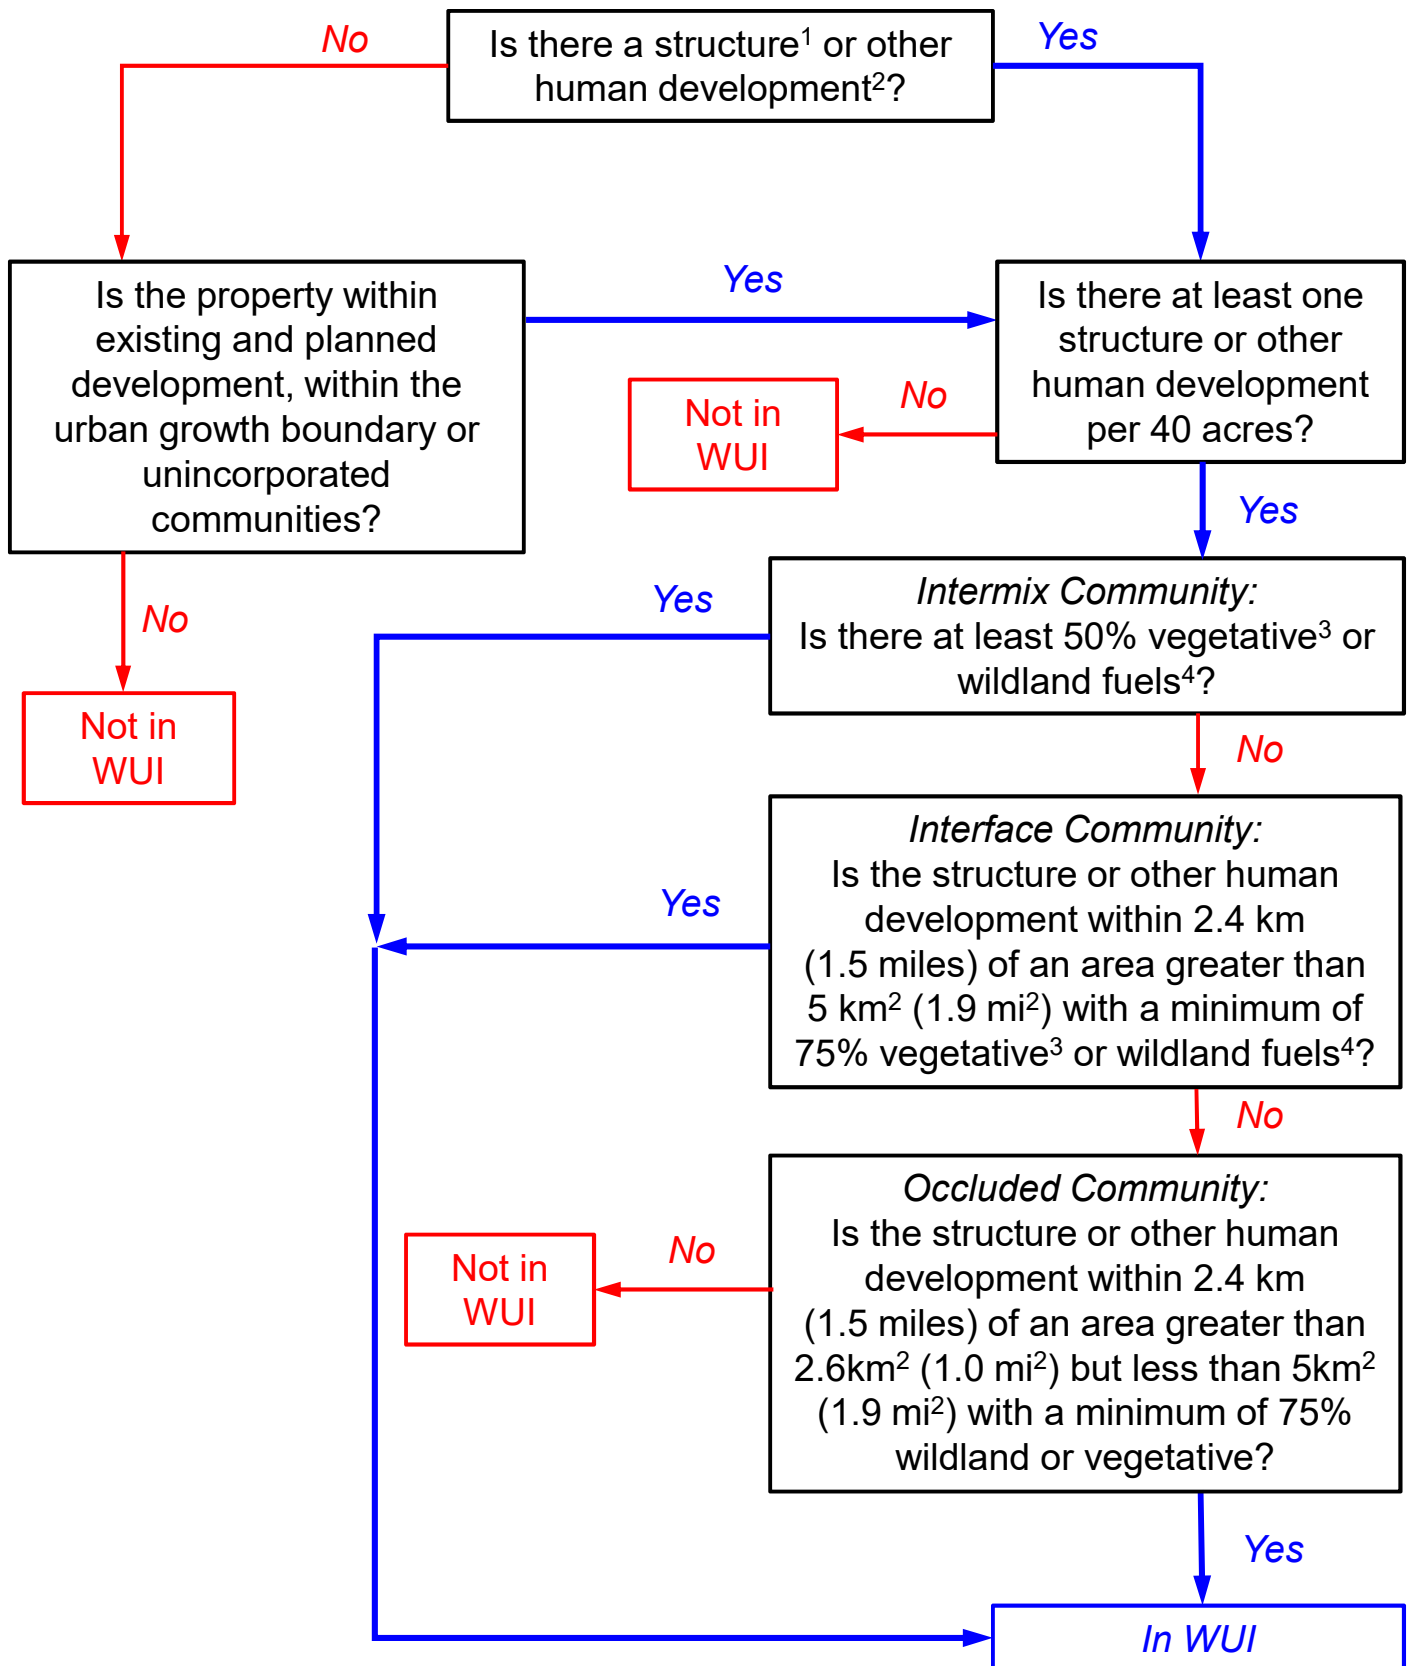 No
Is there a structure¹ or other
human development²?
Yes
Is the property within
existing and planned
development, within the
urban growth boundary or
unincorporated
communities?
Yes
Is there at least one
structure or other
human development
per 40 acres?
No
Not in
WUI
Yes
No
Not in
WUI
Yes
Intermix Community:
Is there at least 50% vegetative³ or
wildland fuels⁴?
No
Yes
Interface Community:
Is the structure or other human
development within 2.4 km
(1.5 miles) of an area greater than
5 km² (1.9 mi²) with a minimum of
75% vegetative³ or wildland fuels⁴?
No
Occluded Community:
Is the structure or other human
development within 2.4 km
(1.5 miles) of an area greater than
2.6km² (1.0 mi²) but less than 5km²
(1.9 mi²) with a minimum of 75%
wildland or vegetative?
No
Not in
WUI
Yes
In WUI